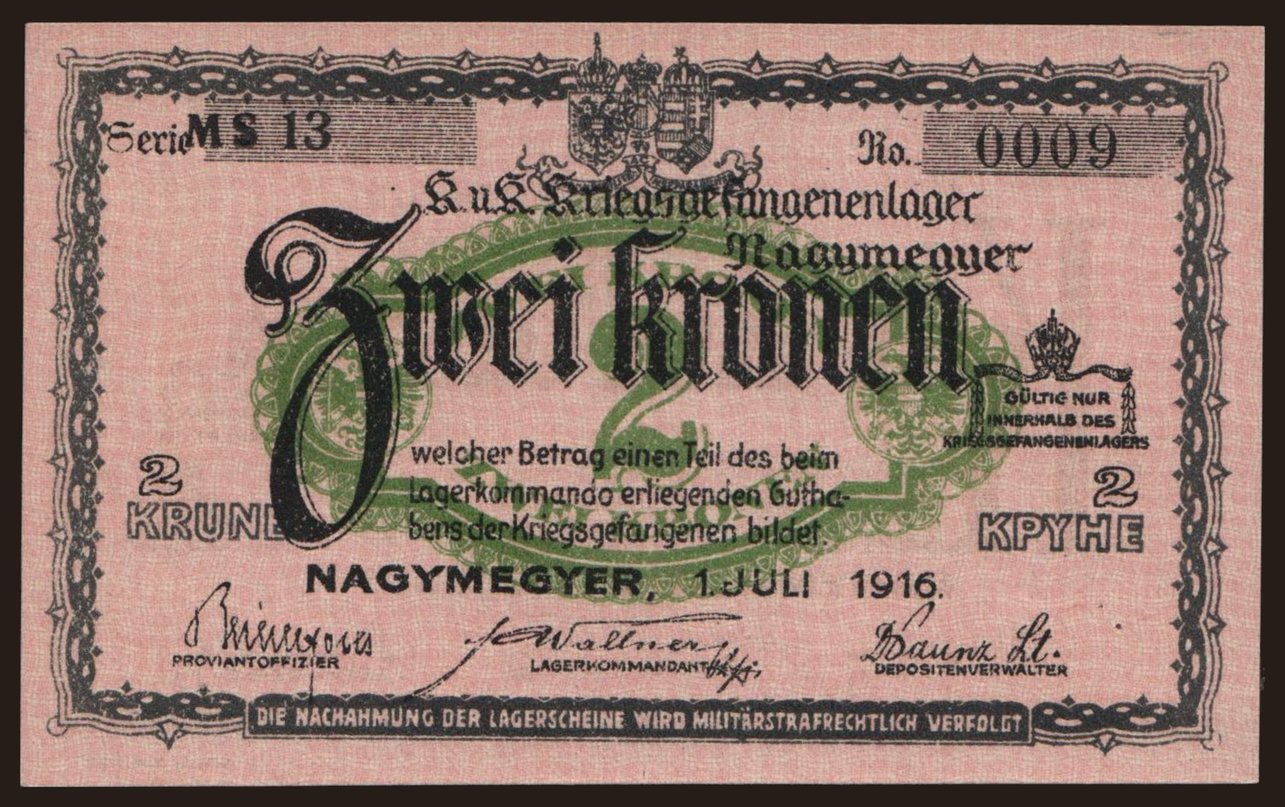 Serie MS 13
No. 0009
K. u. K. Kriegsgefangenenlager
Nagymegyer
Zwei Kronen
2
GÜLTIG NUR
INNERHALB DES
KRIEGSGEFANGENENLAGERS
welcher Betrag einen Teil des beim
Lagerkommando erliegenden Gutha-
bens der Kriegsgefangenen bildet.
2
KRUNE
2
КРУНЕ
NAGYMEGYER, 1. JULI 1916.
Wallner
Daunz Lt.
PROVIANTOFFIZIER
LAGERKOMMANDANT
DEPOSITENVERWALTER
DIE NACHAHMUNG DER LAGERSCHEINE WIRD MILITÄRSTRAFRECHTLICH VERFOLGT